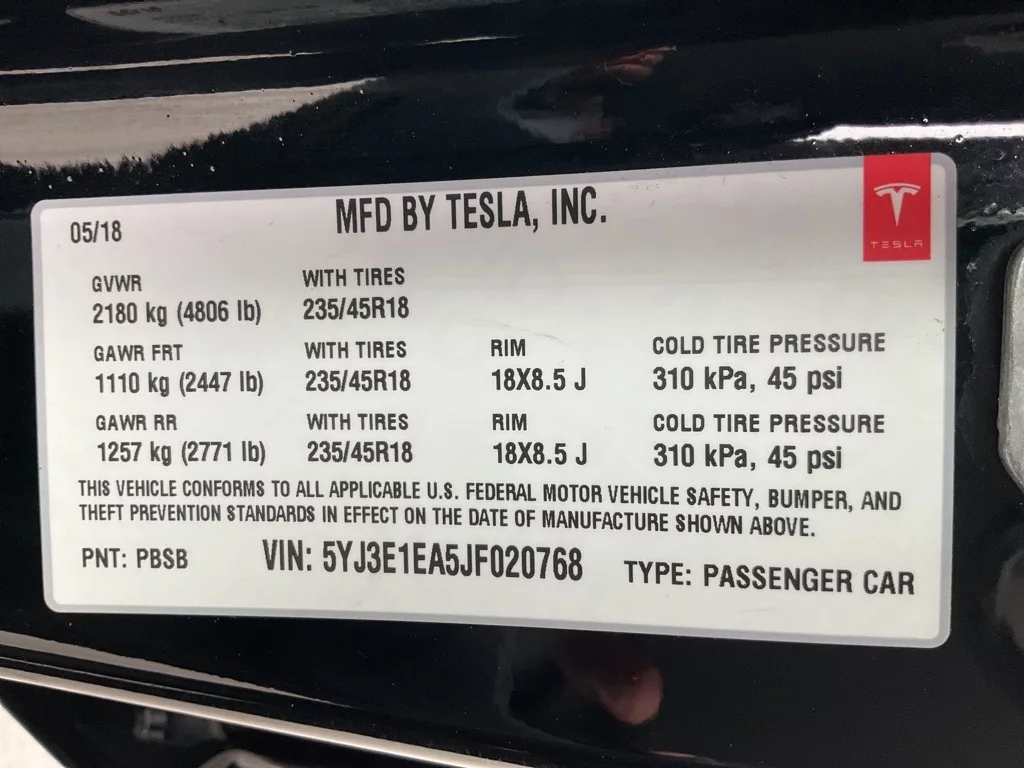 05/18
MFD BY TESLA, INC.
TESLA
GVWR WITH TIRES
2180 kg (4806 lb) 235/45R18
GAWR FRT WITH TIRES RIM COLD TIRE PRESSURE
1110 kg (2447 lb) 235/45R18 18X8.5 J 310 kPa, 45 psi
GAWR RR WITH TIRES RIM COLD TIRE PRESSURE
1257 kg (2771 lb) 235/45R18 18X8.5 J 310 kPa, 45 psi
THIS VEHICLE CONFORMS TO ALL APPLICABLE U.S. FEDERAL MOTOR VEHICLE SAFETY, BUMPER, AND
THEFT PREVENTION STANDARDS IN EFFECT ON THE DATE OF MANUFACTURE SHOWN ABOVE.
PNT: PBSB VIN: 5YJ3E1EA5JF020768 TYPE: PASSENGER CAR